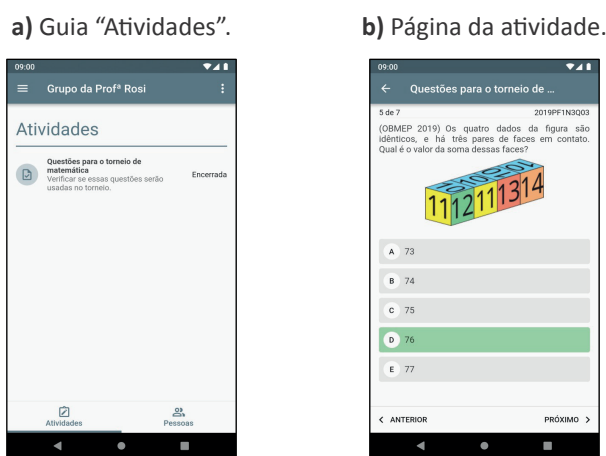 a) Guia “Atividades”.
b) Página da atividade.
09:00
Grupo da Profª Rosi
Atividades
Questões para o torneio de
matemática
Verificar se essas questões serão
usadas no torneio.
Encerrada
Atividades
Pessoas
09:00
Questões para o torneio de ...
5 de 7
2019PF1N3Q03
(OBMEP 2019) Os quatro dados da figura são
idênticos, e há três pares de faces em contato.
Qual é o valor da soma dessas faces?
11 12 11 13 14
A 73
B 74
C 75
D 76
E 77
ANTERIOR
PRÓXIMO